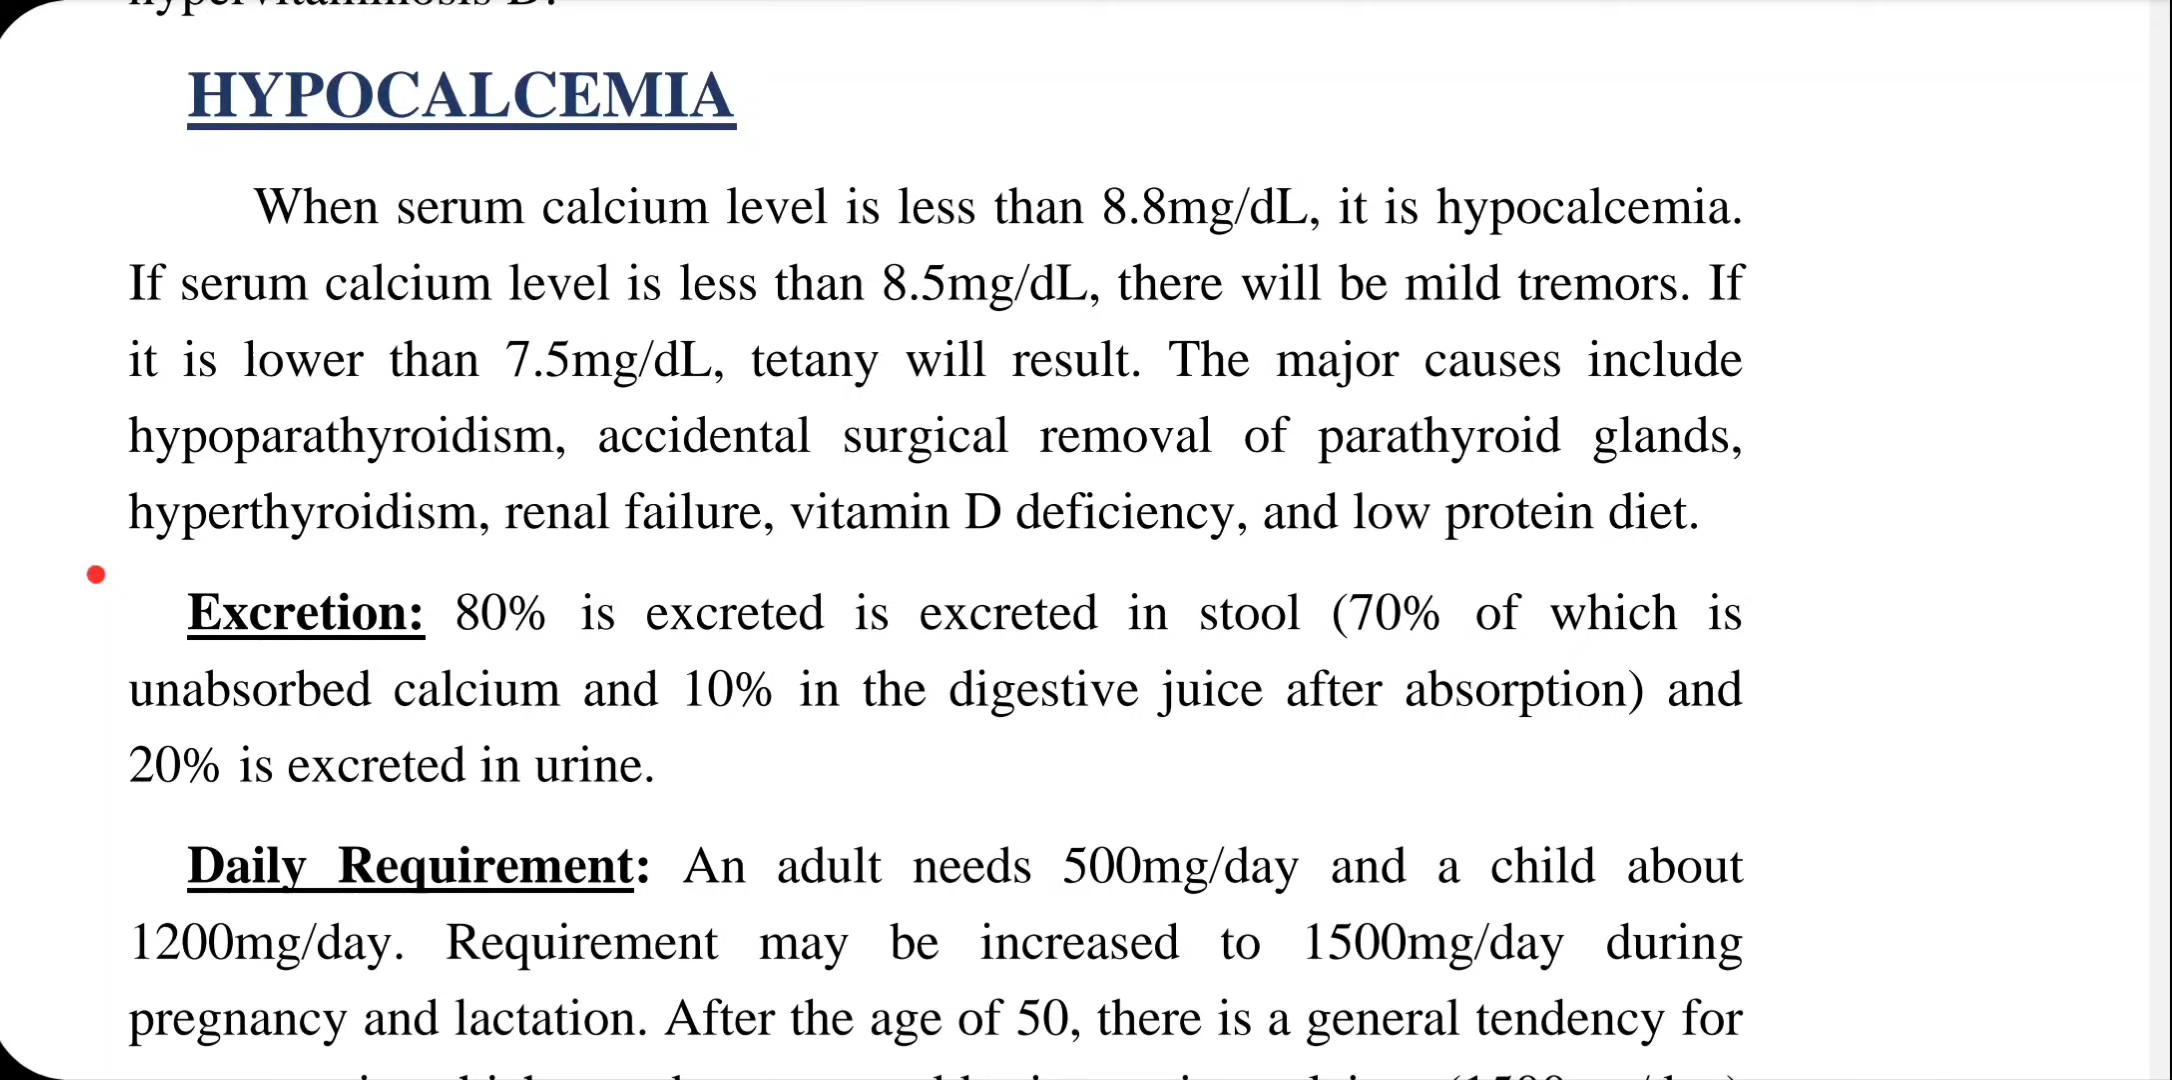 hypervitaminosis D.
HYPOCALCEMIA
When serum calcium level is less than 8.8mg/dL, it is hypocalcemia.
If serum calcium level is less than 8.5mg/dL, there will be mild tremors. If
it is lower than 7.5mg/dL, tetany will result. The major causes include
hypoparathyroidism, accidental surgical removal of parathyroid glands,
hyperthyroidism, renal failure, vitamin D deficiency, and low protein diet.
Excretion: 80% is excreted is excreted in stool (70% of which is
unabsorbed calcium and 10% in the digestive juice after absorption) and
20% is excreted in urine.
Daily Requirement: An adult needs 500mg/day and a child about
1200mg/day. Requirement may be increased to 1500mg/day during
pregnancy and lactation. After the age of 50, there is a general tendency for